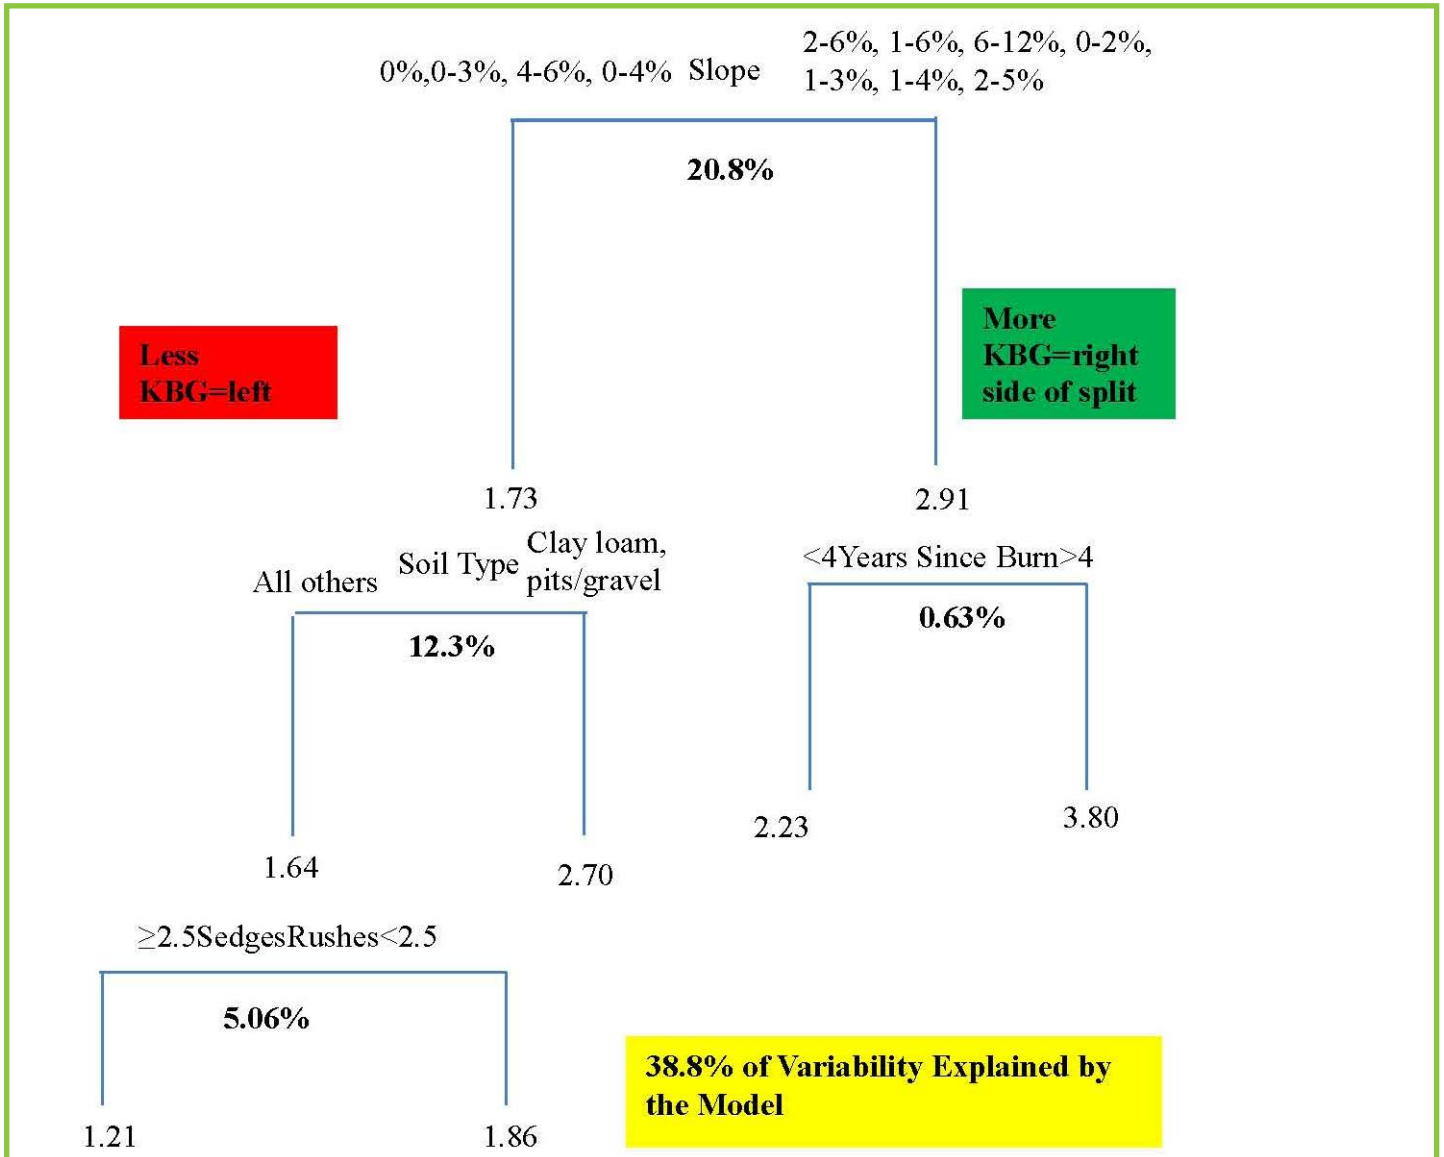 2-6%, 1-6%, 6-12%, 0-2%,
0%,0-3%, 4-6%, 0-4% Slope
1-3%, 1-4%, 2-5%
20.8%
Less
KBG=left
More
KBG=right
side of split
1.73
2.91
All others
Soil Type
Clay loam,
pits/gravel
<4Years Since Burn>4
12.3%
0.63%
1.64
2.70
2.23
3.80
≥2.5SedgesRushes<2.5
5.06%
1.21
1.86
38.8% of Variability Explained by
the Model